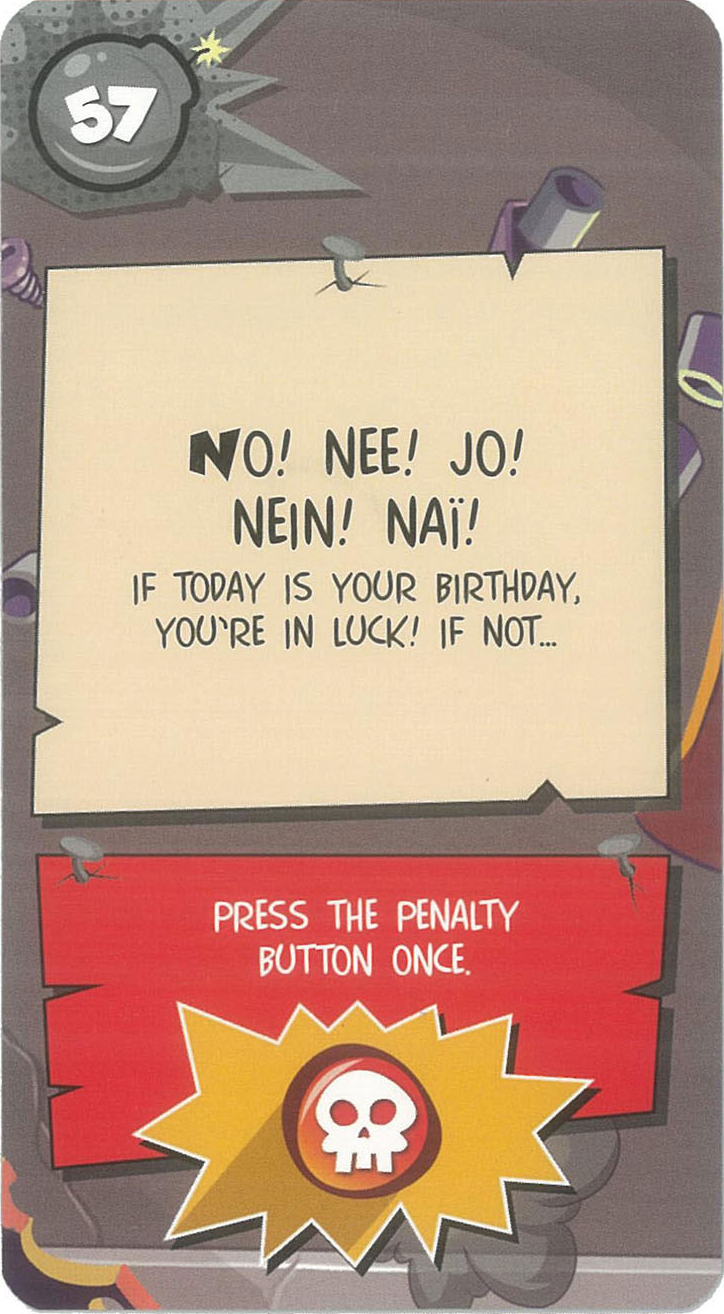 57
NO! NEE! JO!
NEIN! NAÏ!
IF TODAY IS YOUR BIRTHDAY,
YOU'RE IN LUCK! IF NOT...
PRESS THE PENALTY
BUTTON ONCE.